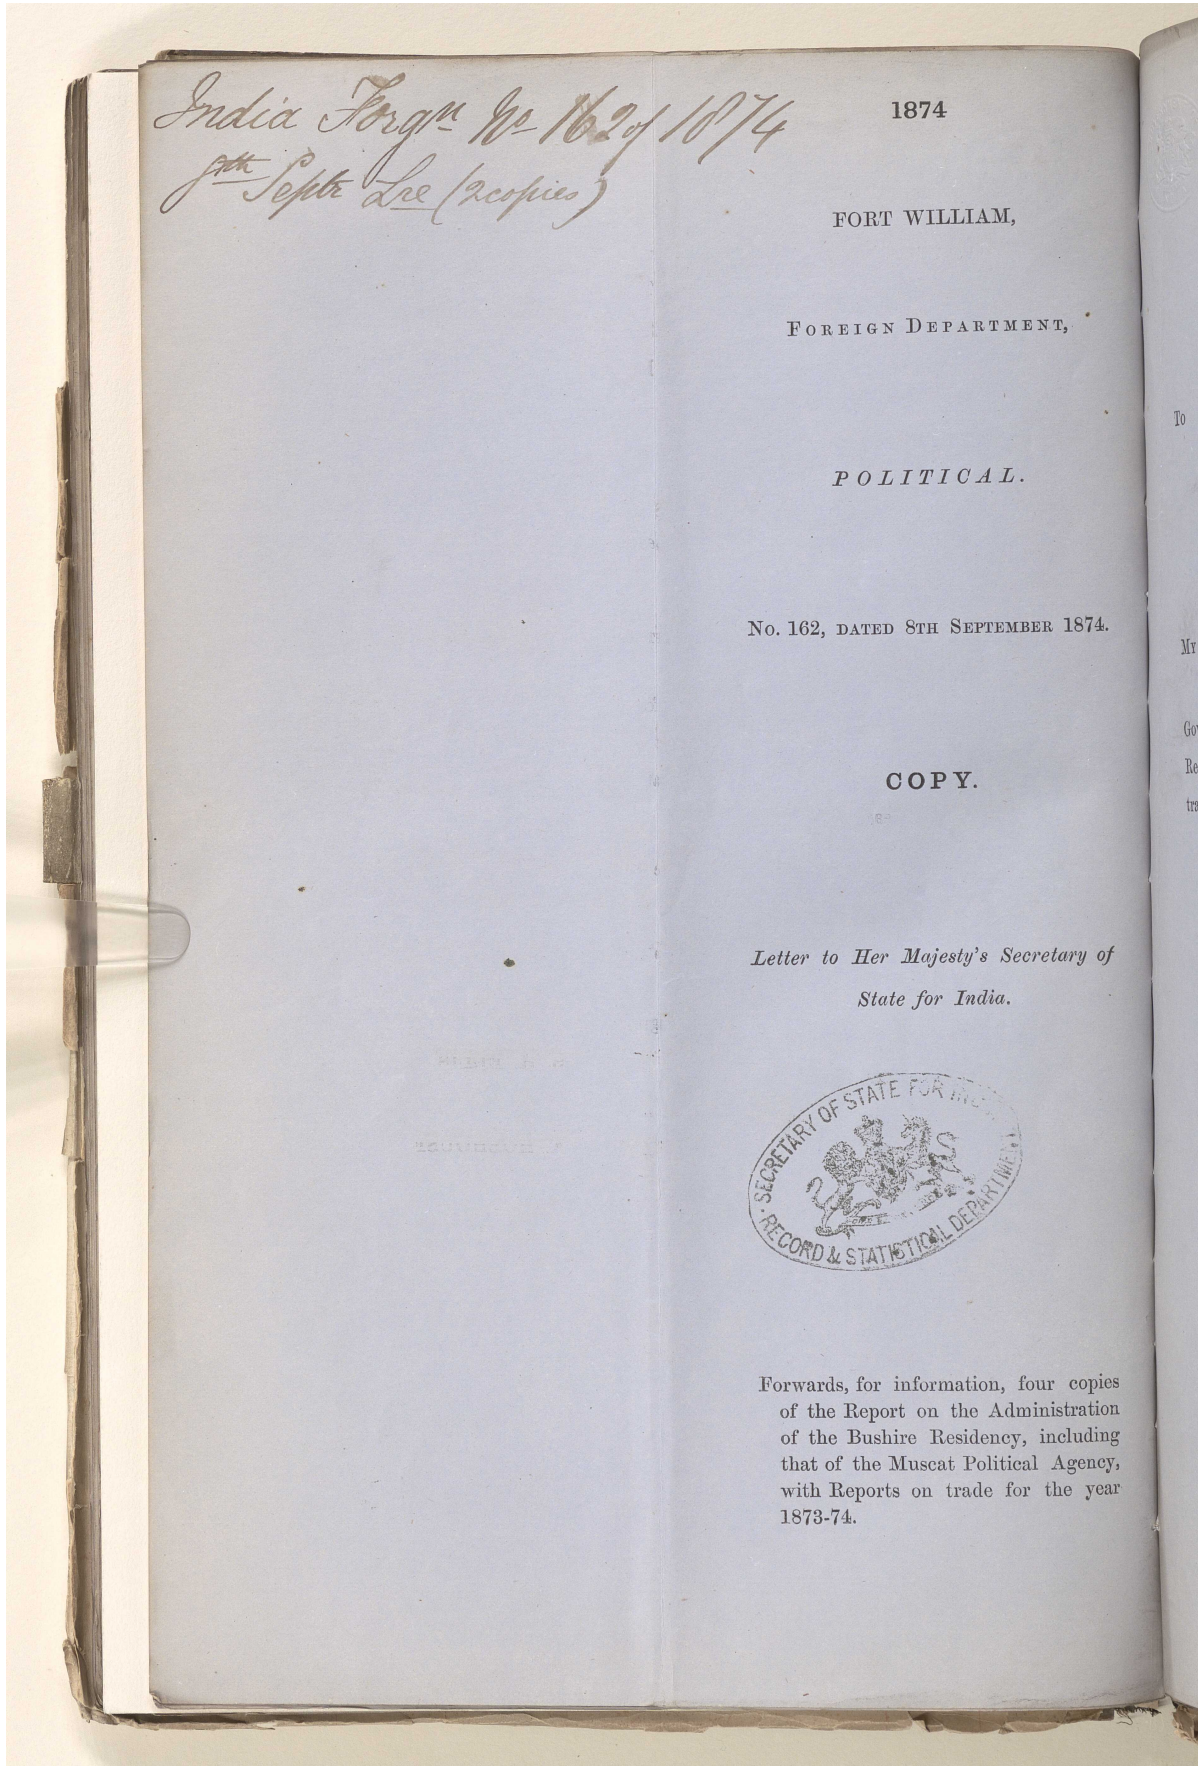 India Forgn No 162 of 1874
8th Septr Lre (2 copies)
1874
FORT WILLIAM,
FOREIGN DEPARTMENT,
POLITICAL.
No. 162, DATED 8TH SEPTEMBER 1874.
COPY.
Letter to Her Majesty's Secretary of
State for India.
SECRETARY OF STATE FOR INDIA
RECORD & STATISTICAL DEPARTMENT
Forwards, for information, four copies
of the Report on the Administration
of the Bushire Residency, including
that of the Muscat Political Agency,
with Reports on trade for the year
1873-74.
To
My